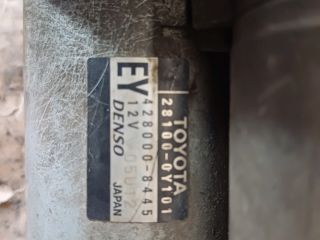 TOYOTA
28100-0Y101
EY 428000-8445
12V
DENSO JAPAN